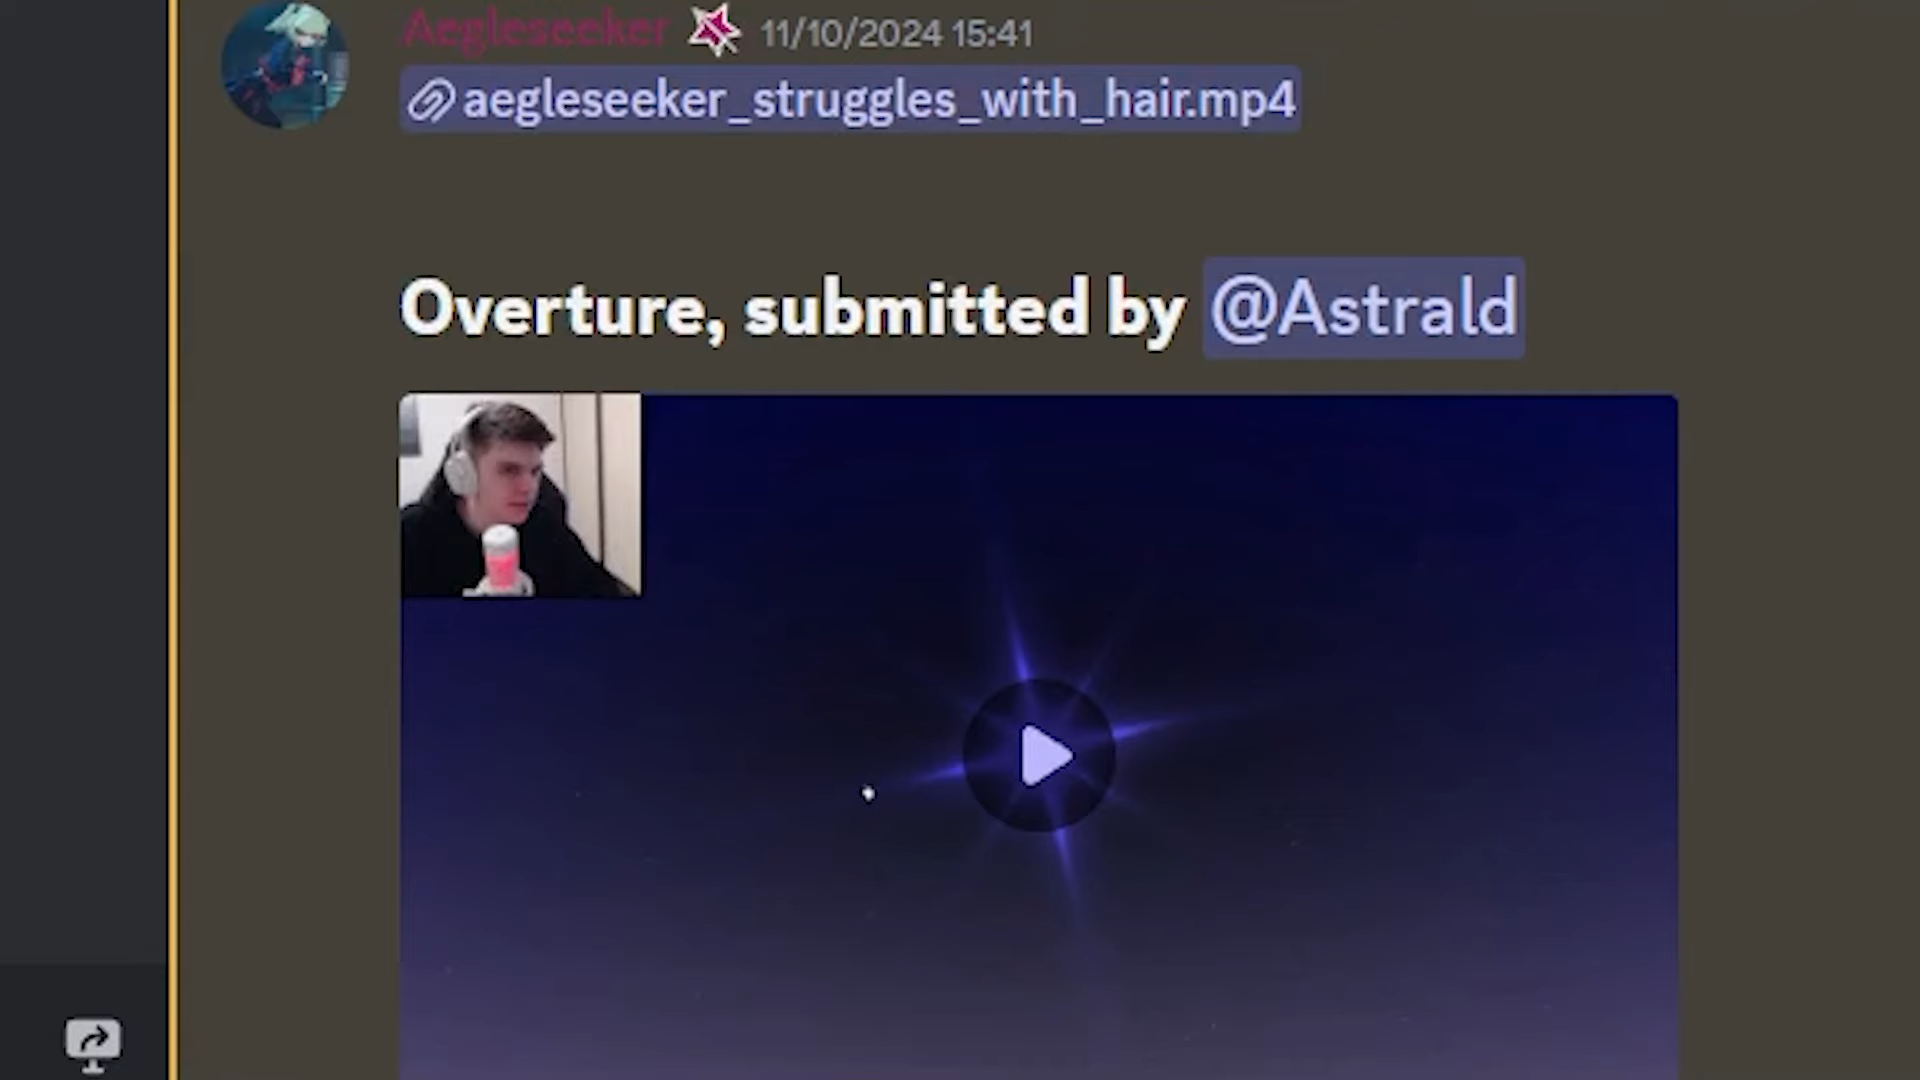 Aegleseeker 11/10/2024 15:41
aegleseeker_struggles_with_hair.mp4
Overture, submitted by @Astrald